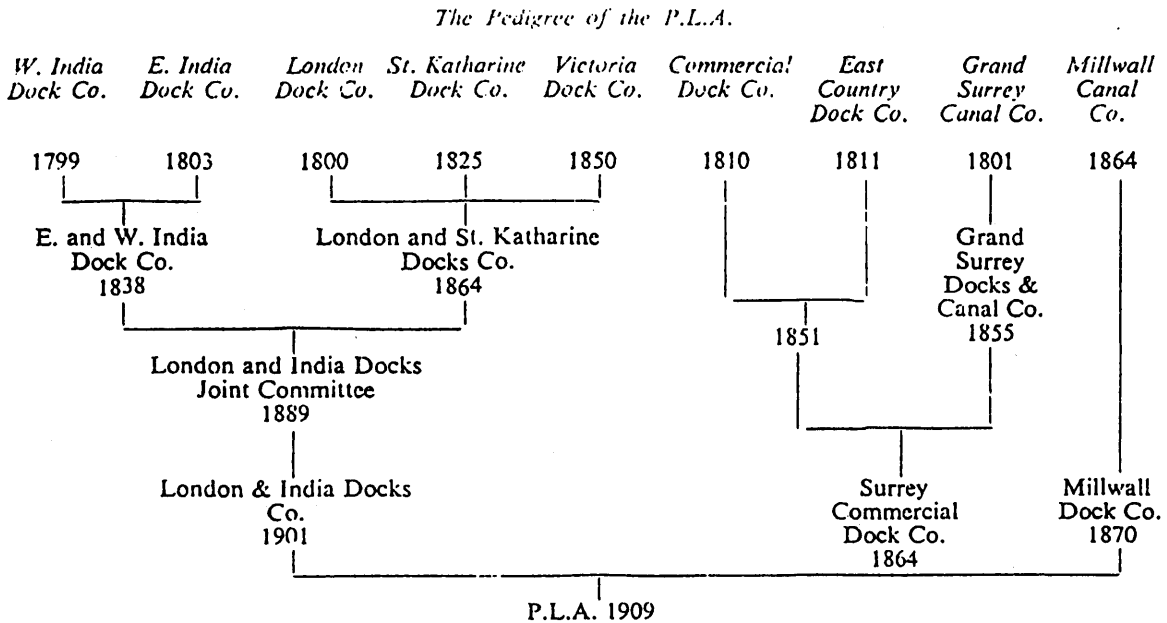 The Pedigree of the P.L.A.
W. India Dock Co.
E. India Dock Co.
London Dock Co.
St. Katharine Dock Co.
Victoria Dock Co.
Commercial Dock Co.
East Country Dock Co.
Grand Surrey Canal Co.
Millwall Canal Co.
1799 1803 1800 1825 1850 1810 1811 1801 1864
E. and W. India
Dock Co.
1838
London and St. Katharine
Docks Co.
1864
Grand
Surrey
Docks &
Canal Co.
1855
1851
London and India Docks
Joint Committee
1889
London & India Docks
Co.
1901
Surrey
Commercial
Dock Co.
1864
Millwall
Dock Co.
1870
P.L.A. 1909